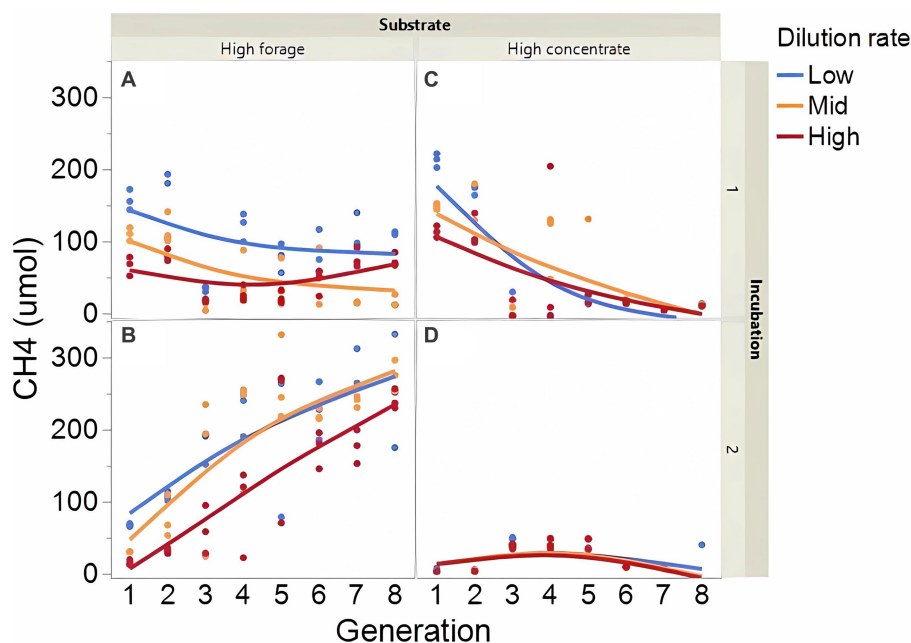 Substrate
High forage
High concentrate
Dilution rate
Low
Mid
High
A
C
300
200
100
0
1
B
D
300
200
100
0
2
CH4 (umol)
Incubation
1 2 3 4 5 6 7 8
1 2 3 4 5 6 7 8
Generation